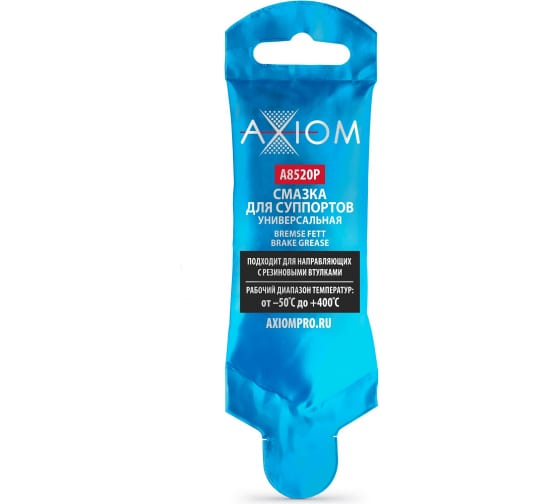 AXIOM
A8520P
СМАЗКА
ДЛЯ СУППОРТОВ
УНИВЕРСАЛЬНАЯ
BREMSE FETT
BRAKE GREASE
ПОДХОДИТ ДЛЯ НАПРАВЛЯЮЩИХ
С РЕЗИНОВЫМИ ВТУЛКАМИ
РАБОЧИЙ ДИАПАЗОН ТЕМПЕРАТУР:
от –50˚C до +400˚C
AXIOMPRO.RU